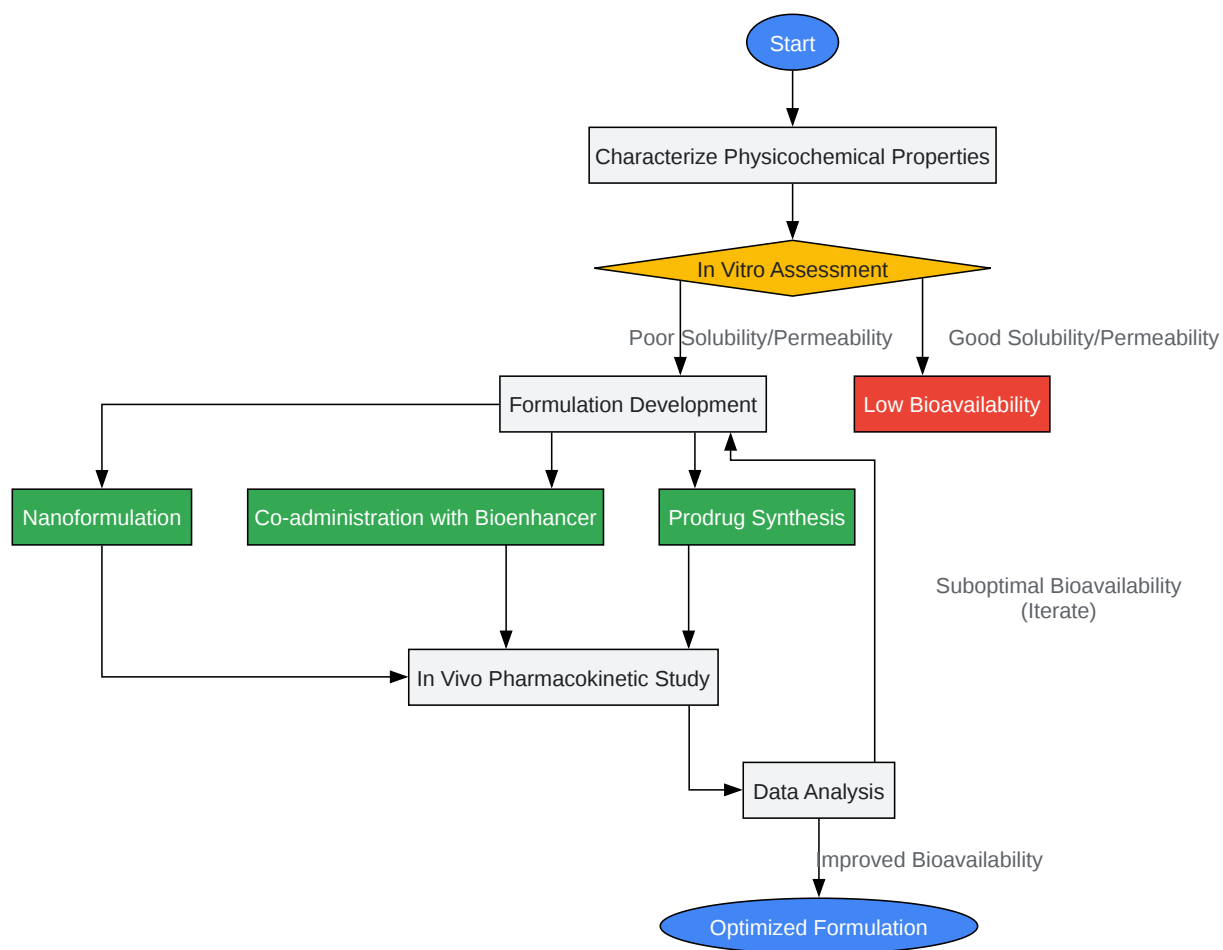 Start
Characterize Physicochemical Properties
In Vitro Assessment
Poor Solubility/Permeability
Good Solubility/Permeability
Formulation Development
Low Bioavailability
Nanoformulation
Co-administration with Bioenhancer
Prodrug Synthesis
Suboptimal Bioavailability
(Iterate)
In Vivo Pharmacokinetic Study
Data Analysis
Improved Bioavailability
Optimized Formulation